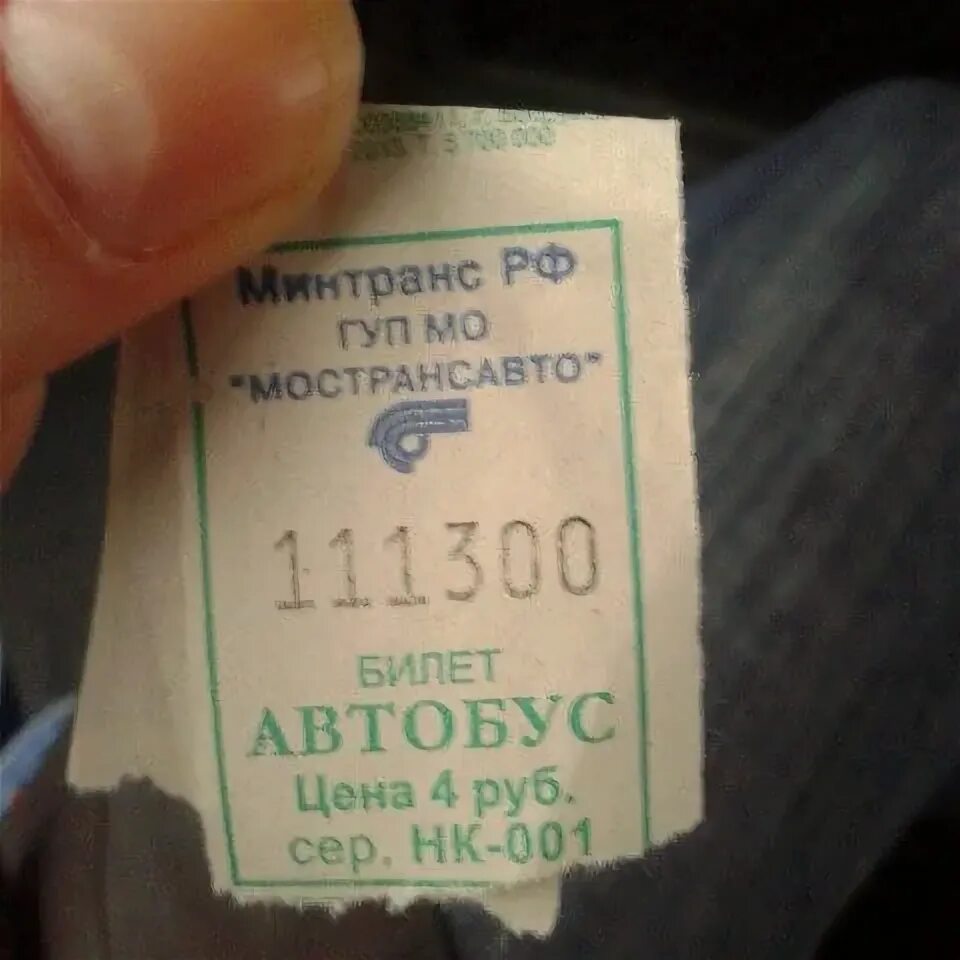 Минтранс РФ
ГУП МО
"МОСТРАНСАВТО"
111300
БИЛЕТ
АВТОБУС
Цена 4 руб.
сер. НК-001